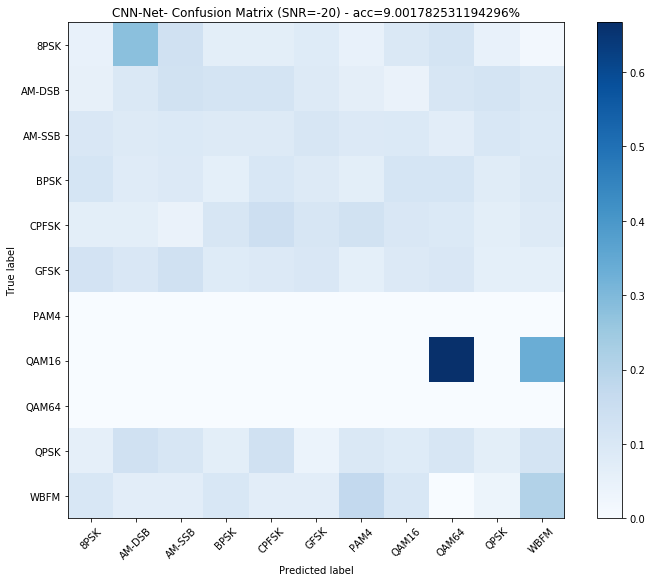 CNN-Net- Confusion Matrix (SNR=-20) - acc=9.001782531194296%
True label
8PSK
AM-DSB
AM-SSB
BPSK
CPFSK
GFSK
PAM4
QAM16
QAM64
QPSK
WBFM
8PSK AM-DSB AM-SSB BPSK CPFSK GFSK PAM4 QAM16 QAM64 QPSK WBFM
Predicted label
0.6
0.5
0.4
0.3
0.2
0.1
0.0